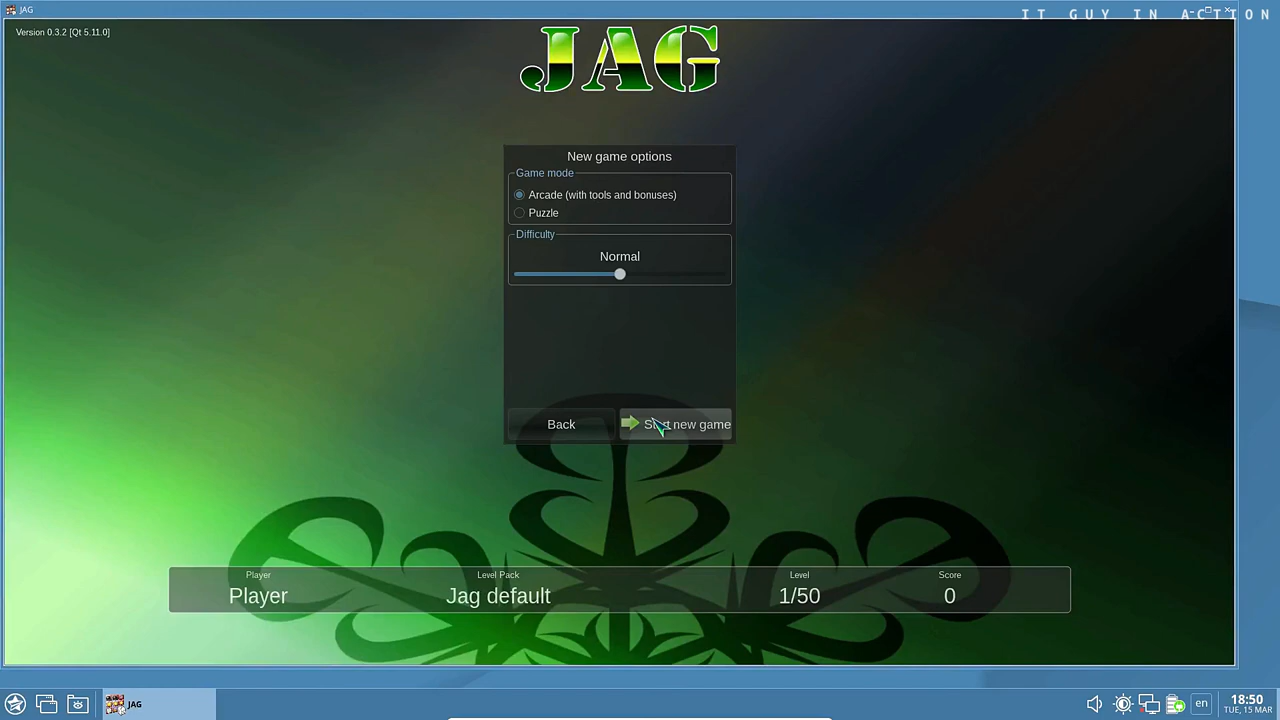 JAG
IT GUY IN ACTION
Version 0.3.2 [Qt 5.11.0]
JAG
New game options
Game mode
Arcade (with tools and bonuses)
Puzzle
Difficulty
Normal
Back
Start new game
Player
Level Pack
Level
Score
Player
Jag default
1/50
0
JAG
en
18:50
TUE, 15 MAR